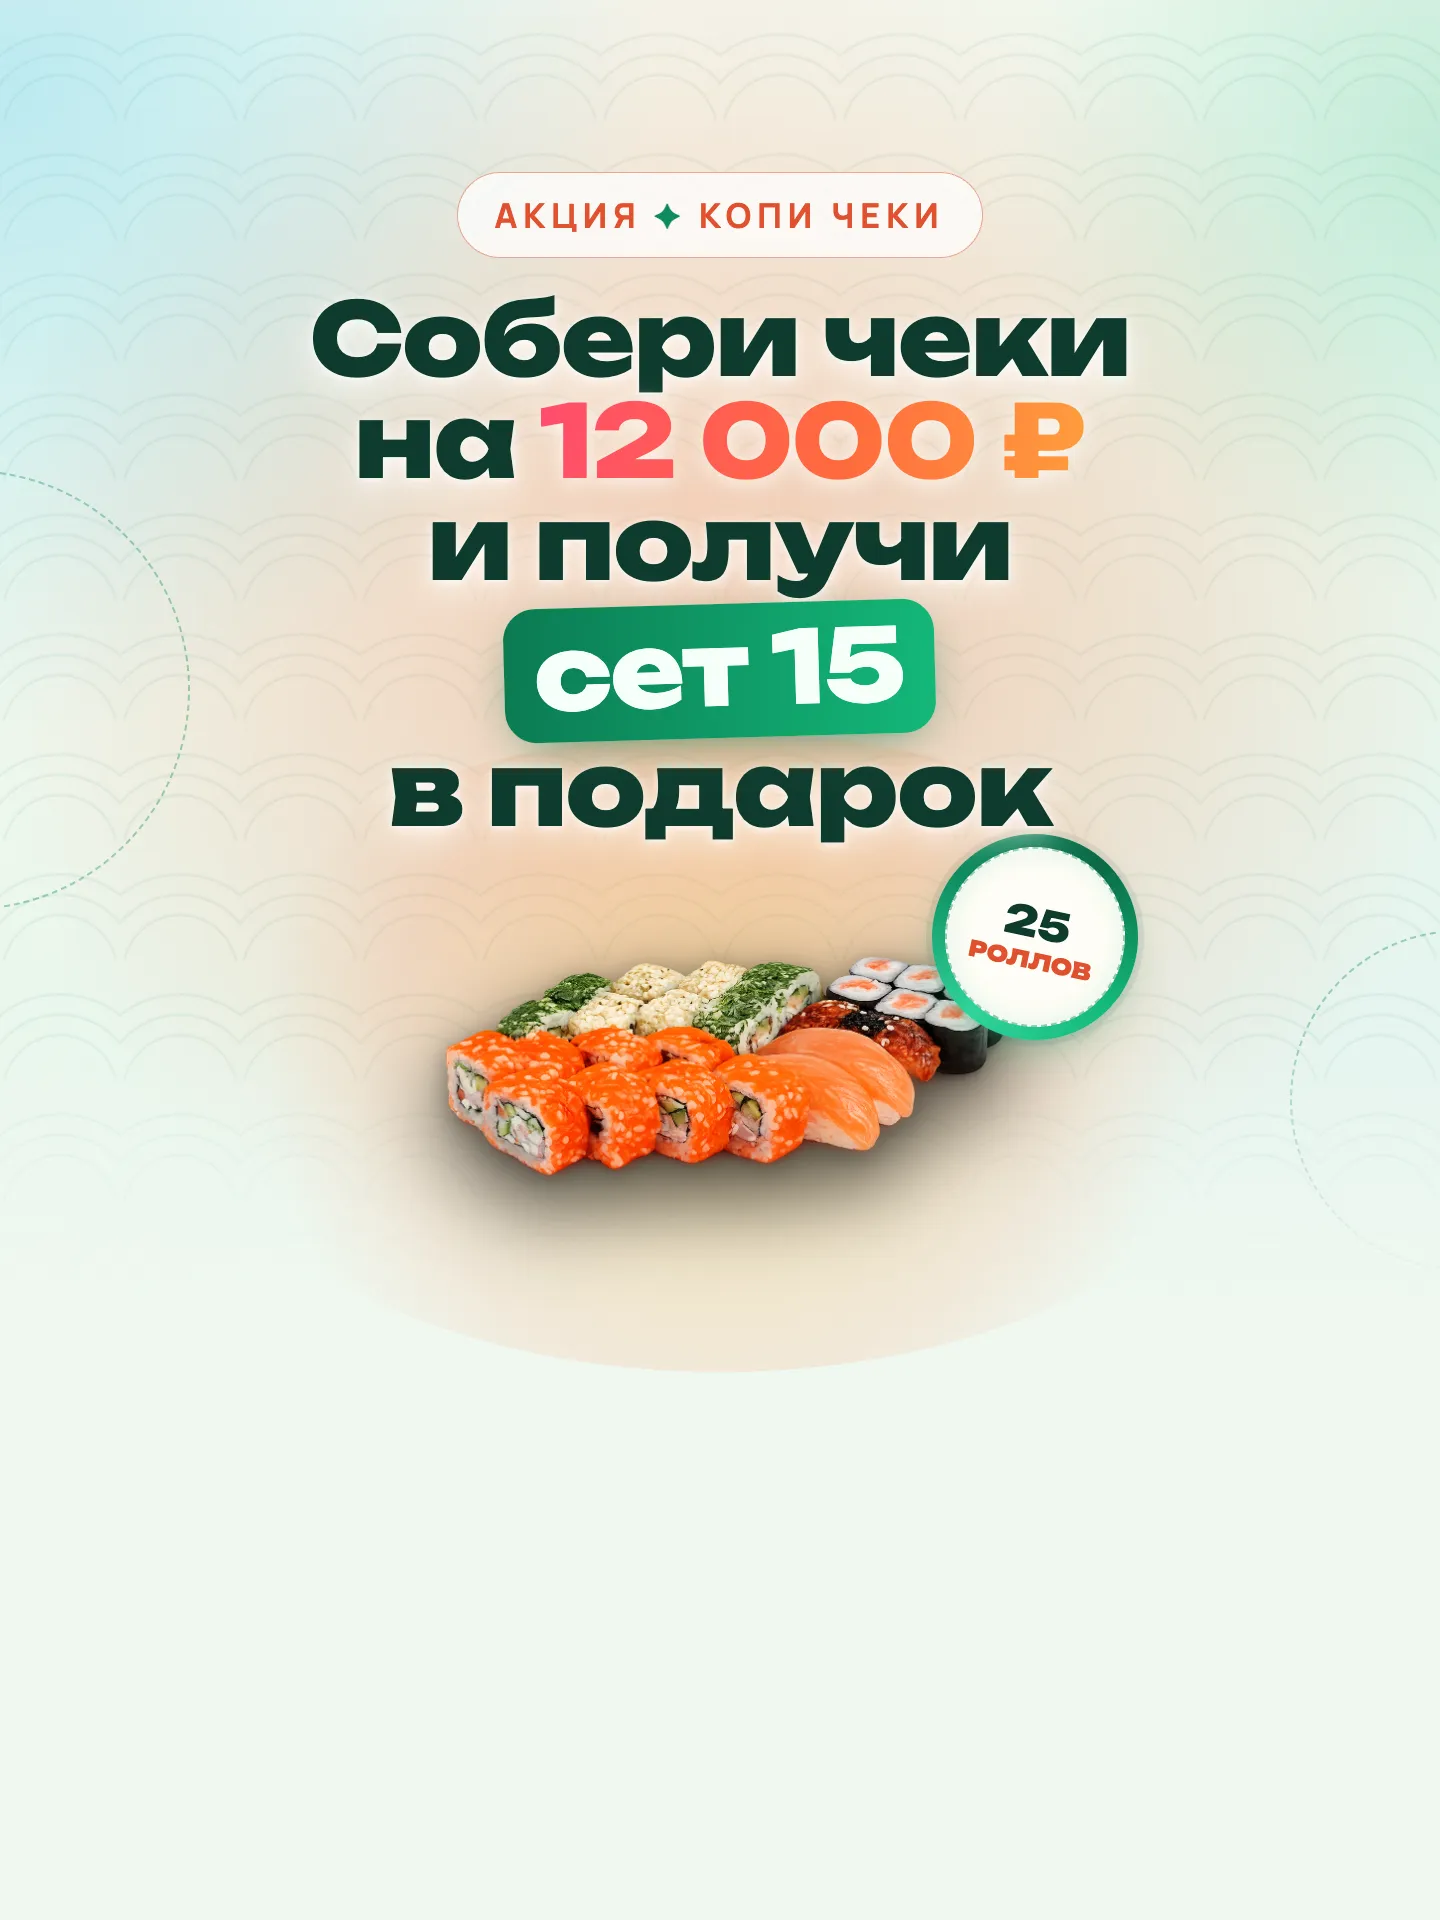 АКЦИЯ ✦ КОПИ ЧЕКИ
Собери чеки
на 12 000 ₽
и получи
сет 15
в подарок
25
РОЛЛОВ